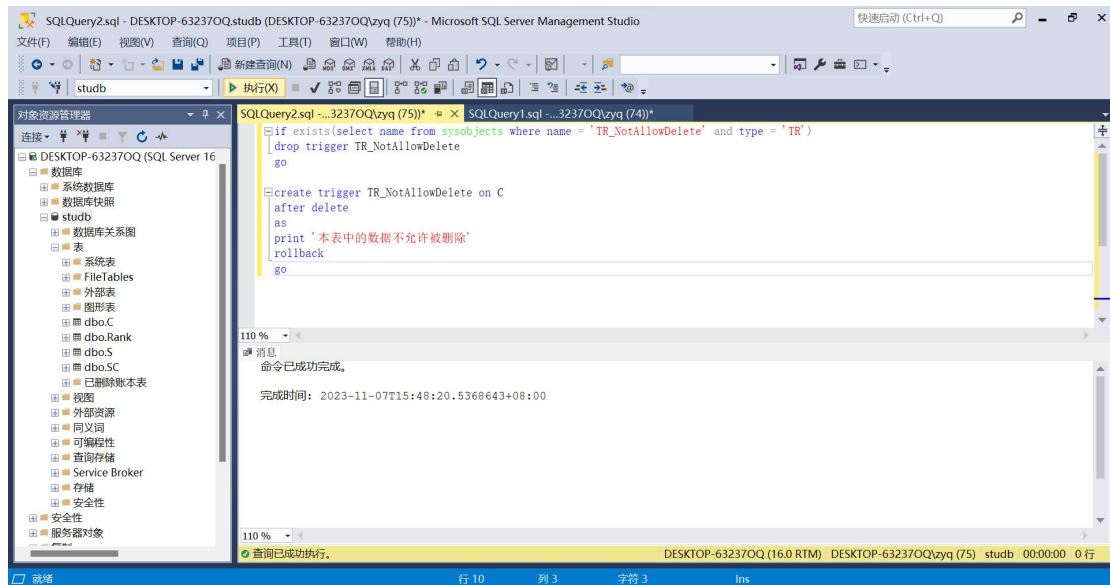 SQLQuery2.sql - DESKTOP-63237OQ.studb (DESKTOP-63237OQ\zyq (75))* - Microsoft SQL Server Management Studio
快速启动 (Ctrl+Q)
文件(F) 编辑(E) 视图(V) 查询(Q) 项目(P) 工具(T) 窗口(W) 帮助(H)
新建查询(N)
studb
执行(X)
对象资源管理器
连接
DESKTOP-63237OQ (SQL Server 16
数据库
系统数据库
数据库快照
studb
数据库关系图
表
系统表
FileTables
外部表
图形表
dbo.C
dbo.Rank
dbo.S
dbo.SC
已删除账本表
视图
外部资源
同义词
可编程性
查询存储
Service Broker
存储
安全性
安全性
服务器对象
SQLQuery2.sql -...3237OQ\zyq (75))*
SQLQuery1.sql -...3237OQ\zyq (74))*
if exists(select name from sysobjects where name = 'TR_NotAllowDelete' and type = 'TR')
drop trigger TR_NotAllowDelete
go
create trigger TR_NotAllowDelete on C
after delete
as
print '本表中的数据不允许被删除'
rollback
go
110 %
消息
命令已成功完成。
完成时间: 2023-11-07T15:48:20.5368643+08:00
110 %
查询已成功执行。
DESKTOP-63237OQ (16.0 RTM) DESKTOP-63237OQ\zyq (75) studb 00:00:00 0 行
就绪
行 10 列 3 字符 3 Ins